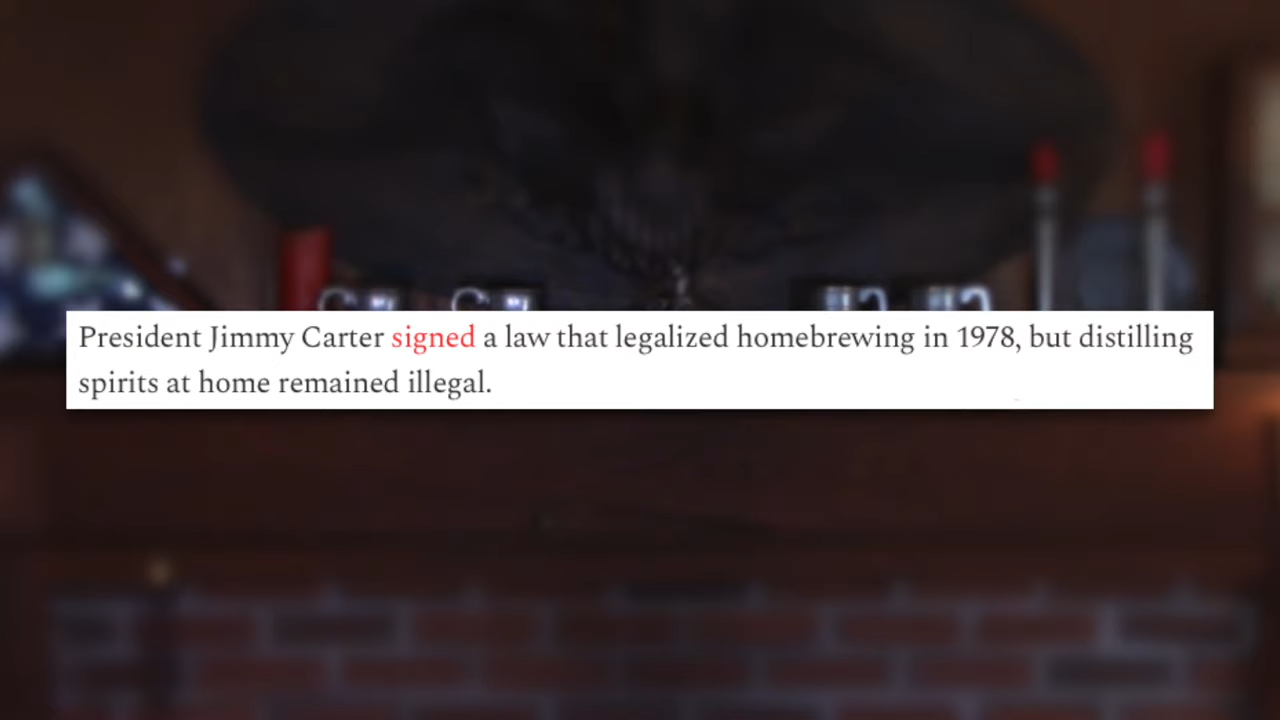 President Jimmy Carter signed a law that legalized homebrewing in 1978, but distilling
spirits at home remained illegal.